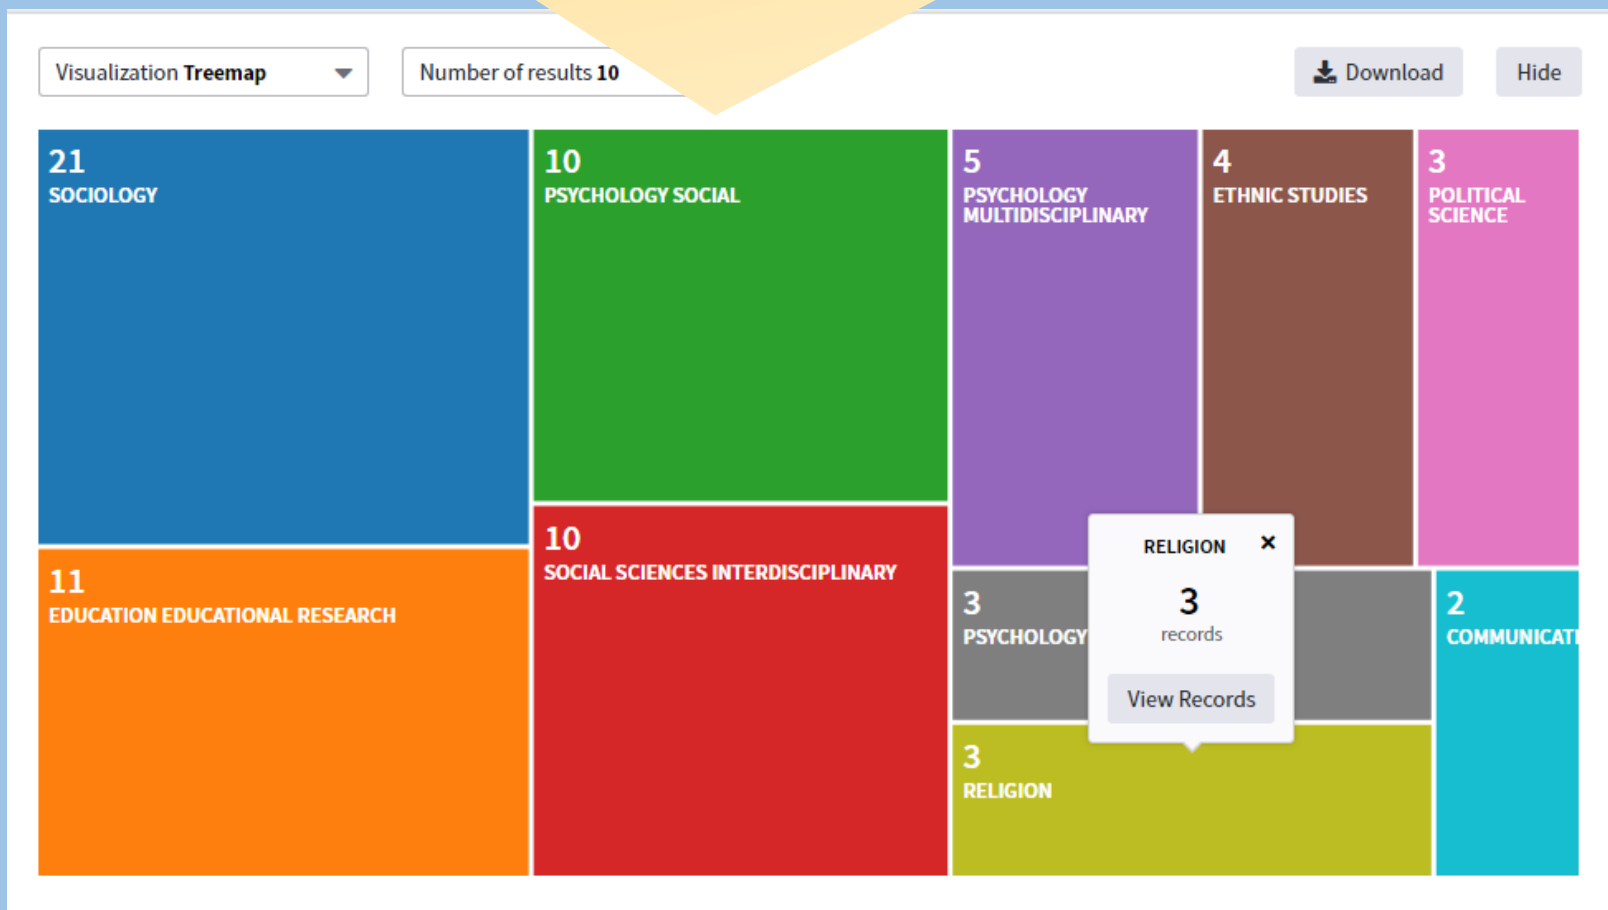 Visualization Treemap
Number of results 10
Download
Hide
21
SOCIOLOGY
10
PSYCHOLOGY SOCIAL
5
PSYCHOLOGY
MULTIDISCIPLINARY
4
ETHNIC STUDIES
3
POLITICAL
SCIENCE
11
EDUCATION EDUCATIONAL RESEARCH
10
SOCIAL SCIENCES INTERDISCIPLINARY
3
PSYCHOLOGY
RELIGION ×
3
records
View Records
2
COMMUNICATI
3
RELIGION